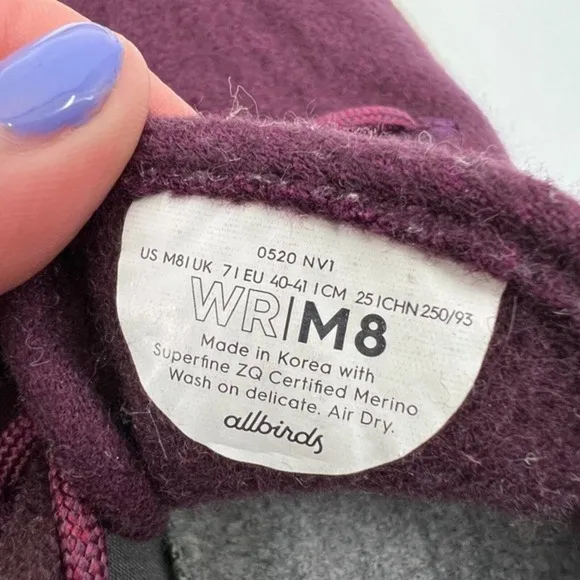 0520 NV1
US M8 | UK 7 | EU 40-41 | CM 25 | CHN 250/93
WR|M8
Made in Korea with
Superfine ZQ Certified Merino
Wash on delicate. Air Dry.
allbirds